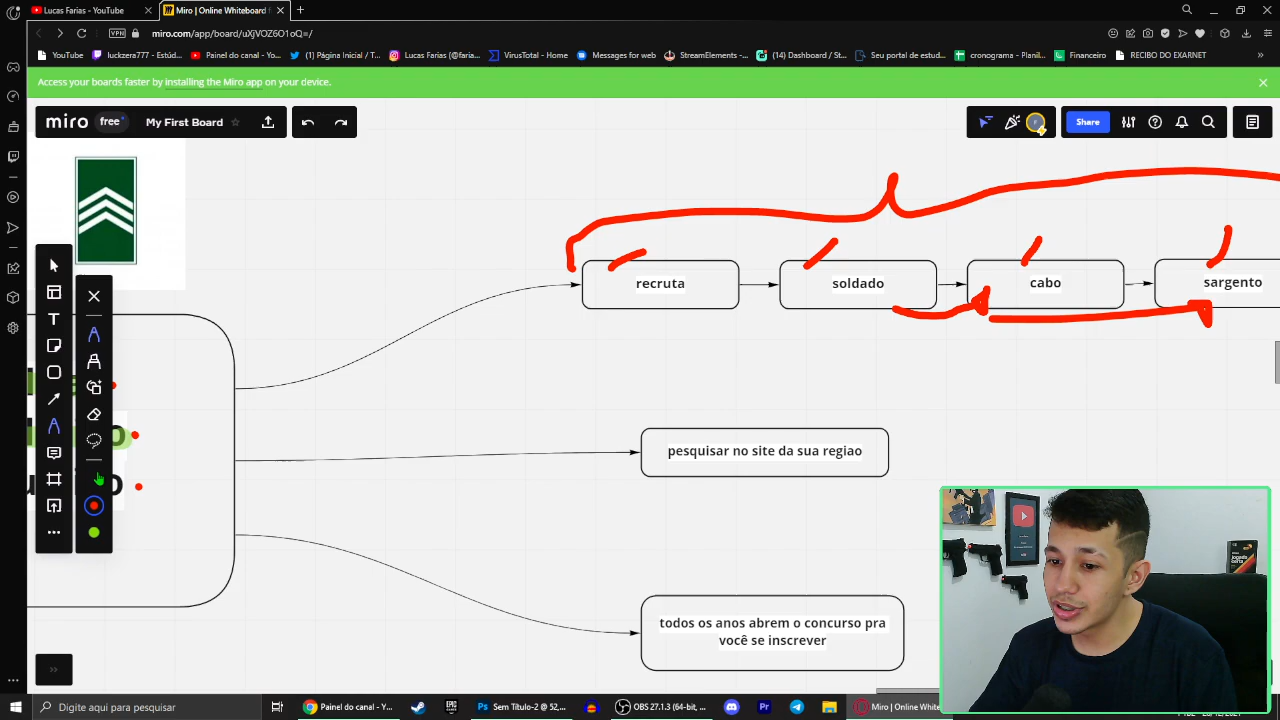 Lucas Farias - YouTube
Miro | Online Whiteboard f
VPN
miro.com/app/board/uXjVOZ6O1oQ=/
YouTube
luckzera777 - Estúd...
Painel do canal - Yo...
(1) Página Inicial / T...
Lucas Farias (@faria...
VirusTotal - Home
Messages for web
StreamElements - ...
(14) Dashboard / St...
Seu portal de estud...
cronograma - Planil...
Financeiro
RECIBO DO EXARNET
Access your boards faster by installing the Miro app on your device.
miro
free
My First Board
Share
recruta
soldado
cabo
sargento
pesquisar no site da sua regiao
todos os anos abrem o concurso pra
você se inscrever
Digite aqui para pesquisar
Painel do canal - Y...
Sem Título-2 @ 52,...
OBS 27.1.3 (64-bit, ...
Miro | Online White